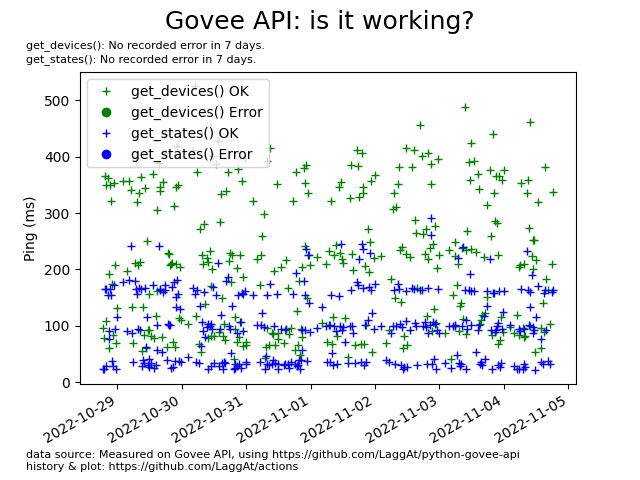 Govee API: is it working?
get_devices(): No recorded error in 7 days.
get_states(): No recorded error in 7 days.
get_devices() OK
get_devices() Error
get_states() OK
get_states() Error
Ping (ms)
500
400
300
200
100
0
2022-10-29
2022-10-30
2022-10-31
2022-11-01
2022-11-02
2022-11-03
2022-11-04
2022-11-05
data source: Measured on Govee API, using https://github.com/LaggAt/python-govee-api
history & plot: https://github.com/LaggAt/actions